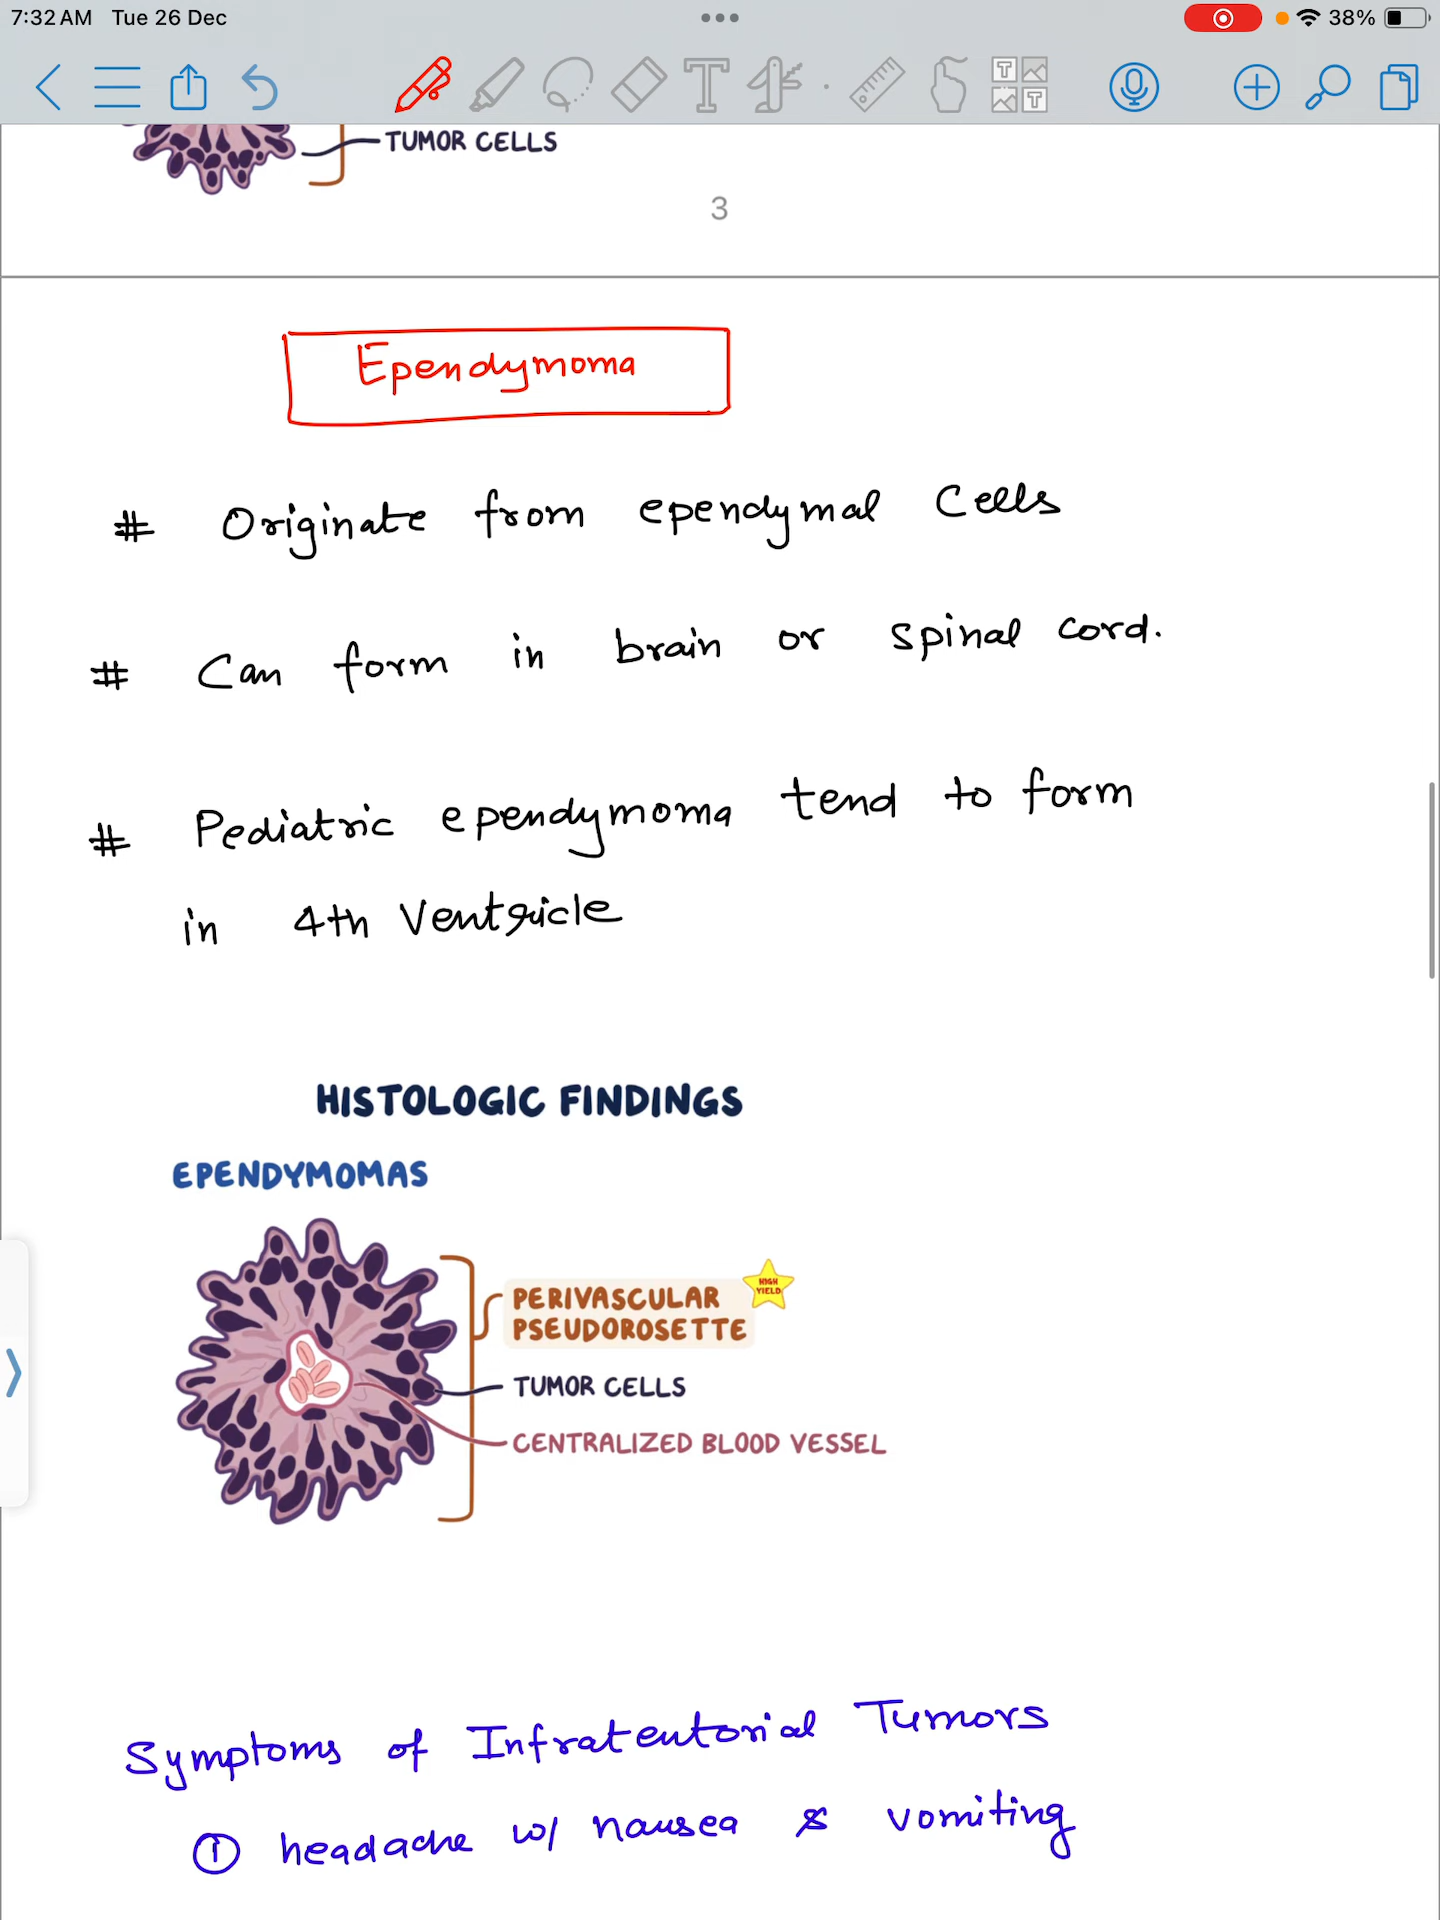 7:32 AM Tue 26 Dec
38%
TUMOR CELLS
3
Ependymoma
# Originate from ependymal Cells
# Can form in brain or spinal cord.
# Pediatric ependymoma tend to form
in 4th Ventricle
HISTOLOGIC FINDINGS
EPENDYMOMAS
HIGH
YIELD
PERIVASCULAR
PSEUDOROSETTE
TUMOR CELLS
CENTRALIZED BLOOD VESSEL
Symptoms of Infratentorial Tumors
① headache w/ nausea & vomiting